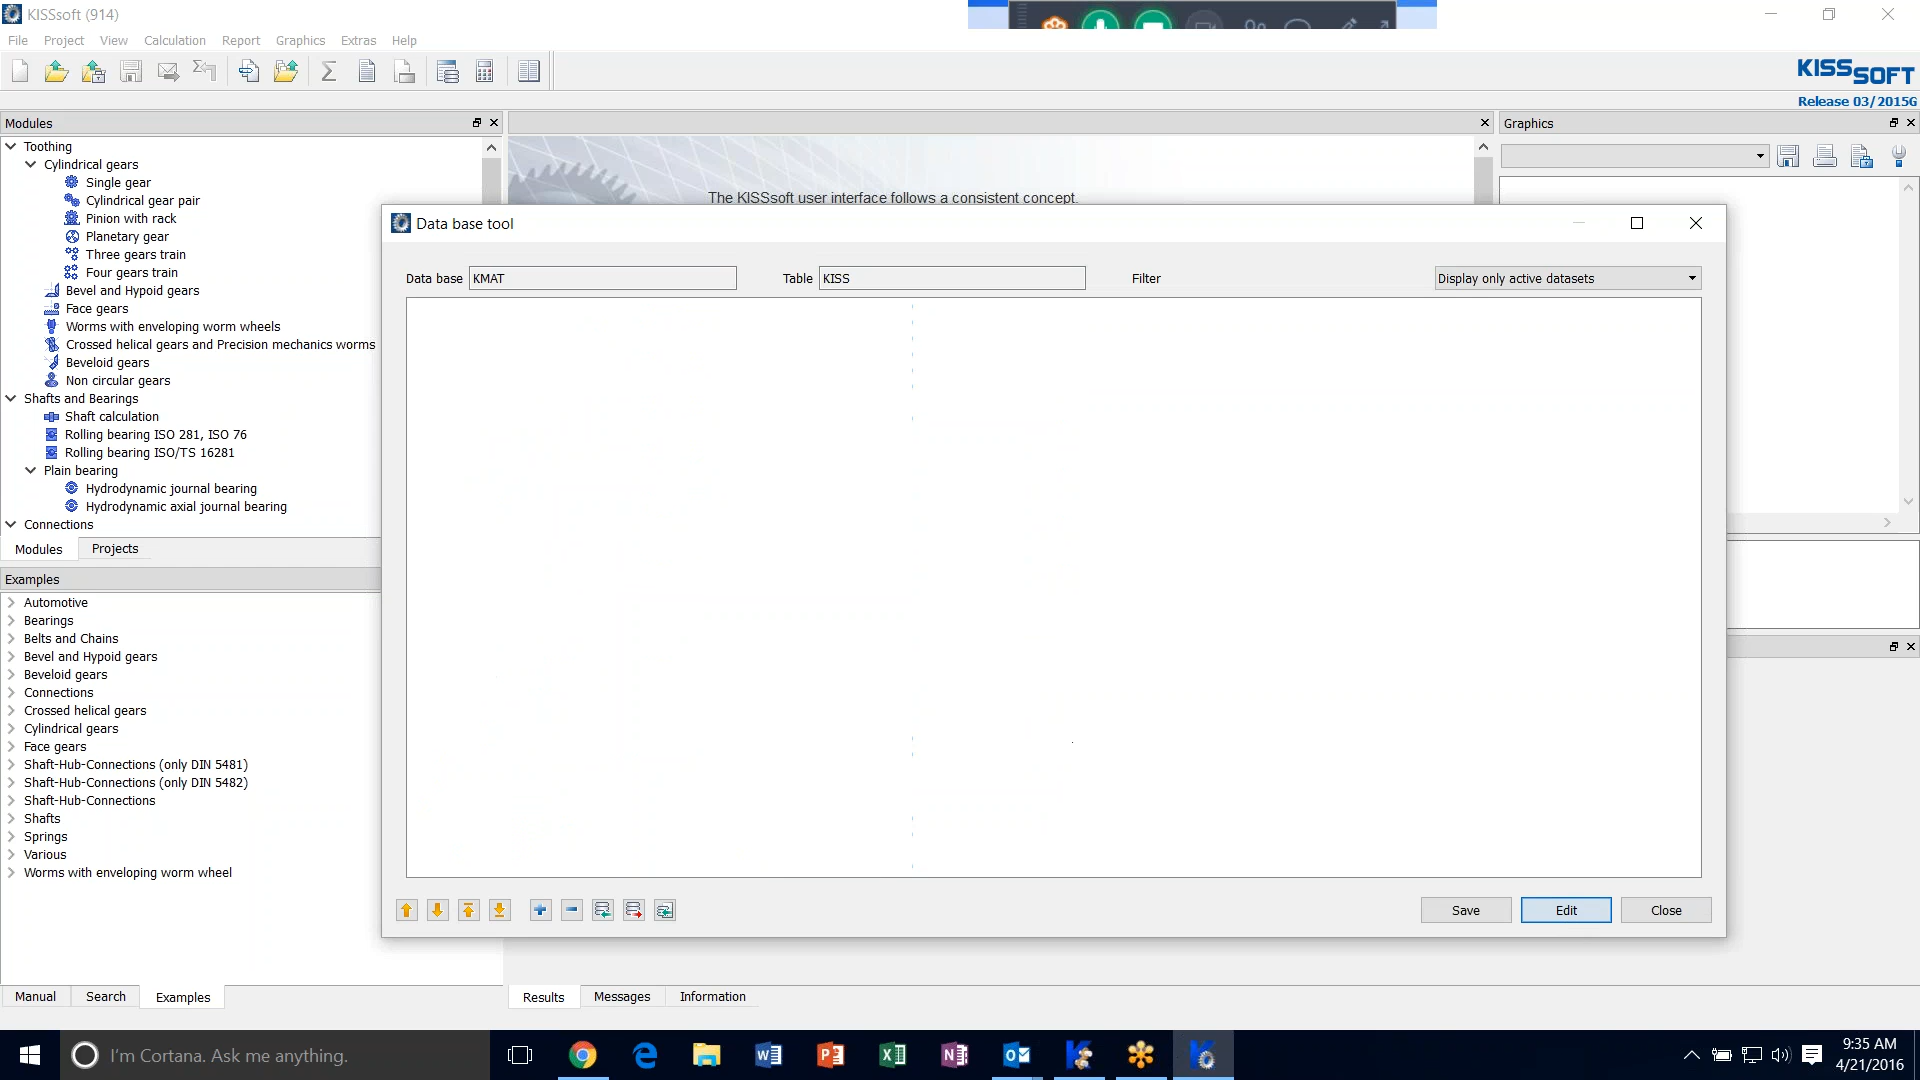 KISSsoft (914)
File Project View Calculation Report Graphics Extras Help
KISSSOFT
Release 03/2015G
Modules
Toothing
Cylindrical gears
Single gear
Cylindrical gear pair
Pinion with rack
Planetary gear
Three gears train
Four gears train
Bevel and Hypoid gears
Face gears
Worms with enveloping worm wheels
Crossed helical gears and Precision mechanics worms
Beveloid gears
Non circular gears
Shafts and Bearings
Shaft calculation
Rolling bearing ISO 281, ISO 76
Rolling bearing ISO/TS 16281
Plain bearing
Hydrodynamic journal bearing
Hydrodynamic axial journal bearing
Connections
Modules Projects
Examples
Automotive
Bearings
Belts and Chains
Bevel and Hypoid gears
Beveloid gears
Connections
Crossed helical gears
Cylindrical gears
Face gears
Shaft-Hub-Connections (only DIN 5481)
Shaft-Hub-Connections (only DIN 5482)
Shaft-Hub-Connections
Shafts
Springs
Various
Worms with enveloping worm wheel
Manual Search Examples
The KISSsoft user interface follows a consistent concept.
Graphics
Data base tool
Data base KMAT Table KISS Filter Display only active datasets
Save Edit Close
Results Messages Information
I'm Cortana. Ask me anything.
9:35 AM
4/21/2016